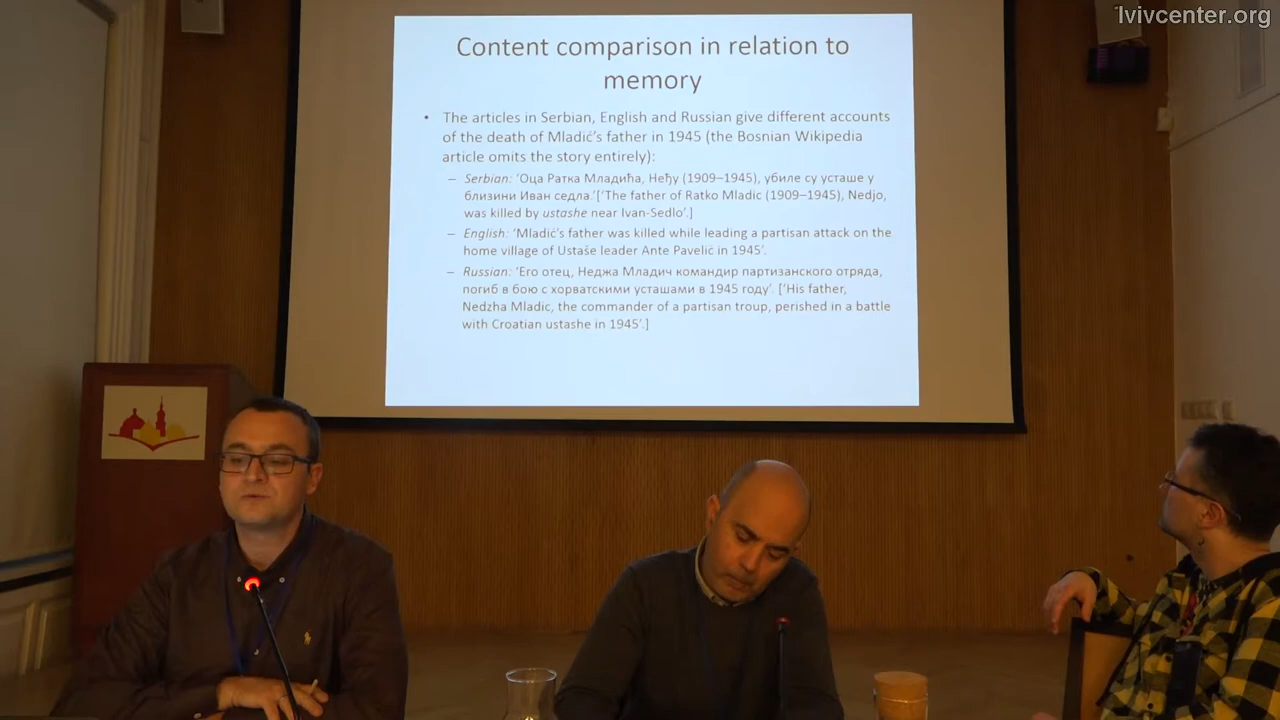 lvivcenter.org
Content comparison in relation to
memory
• The articles in Serbian, English and Russian give different accounts
of the death of Mladić's father in 1945 (the Bosnian Wikipedia
article omits the story entirely):
– Serbian: 'Оца Ратка Младића, Неђу (1909–1945), убиле су усташе у
близини Иван седла.'['The father of Ratko Mladic (1909–1945), Nedjo,
was killed by ustashe near Ivan-Sedlo'.]
– English: 'Mladić's father was killed while leading a partisan attack on the
home village of Ustaše leader Ante Pavelić in 1945'.
– Russian: 'Его отец, Неджа Младич командир партизанского отряда,
погиб в бою с хорватскими усташами в 1945 году'. ['His father,
Nedzha Mladic, the commander of a partisan troup, perished in a battle
with Croatian ustashe in 1945'.]